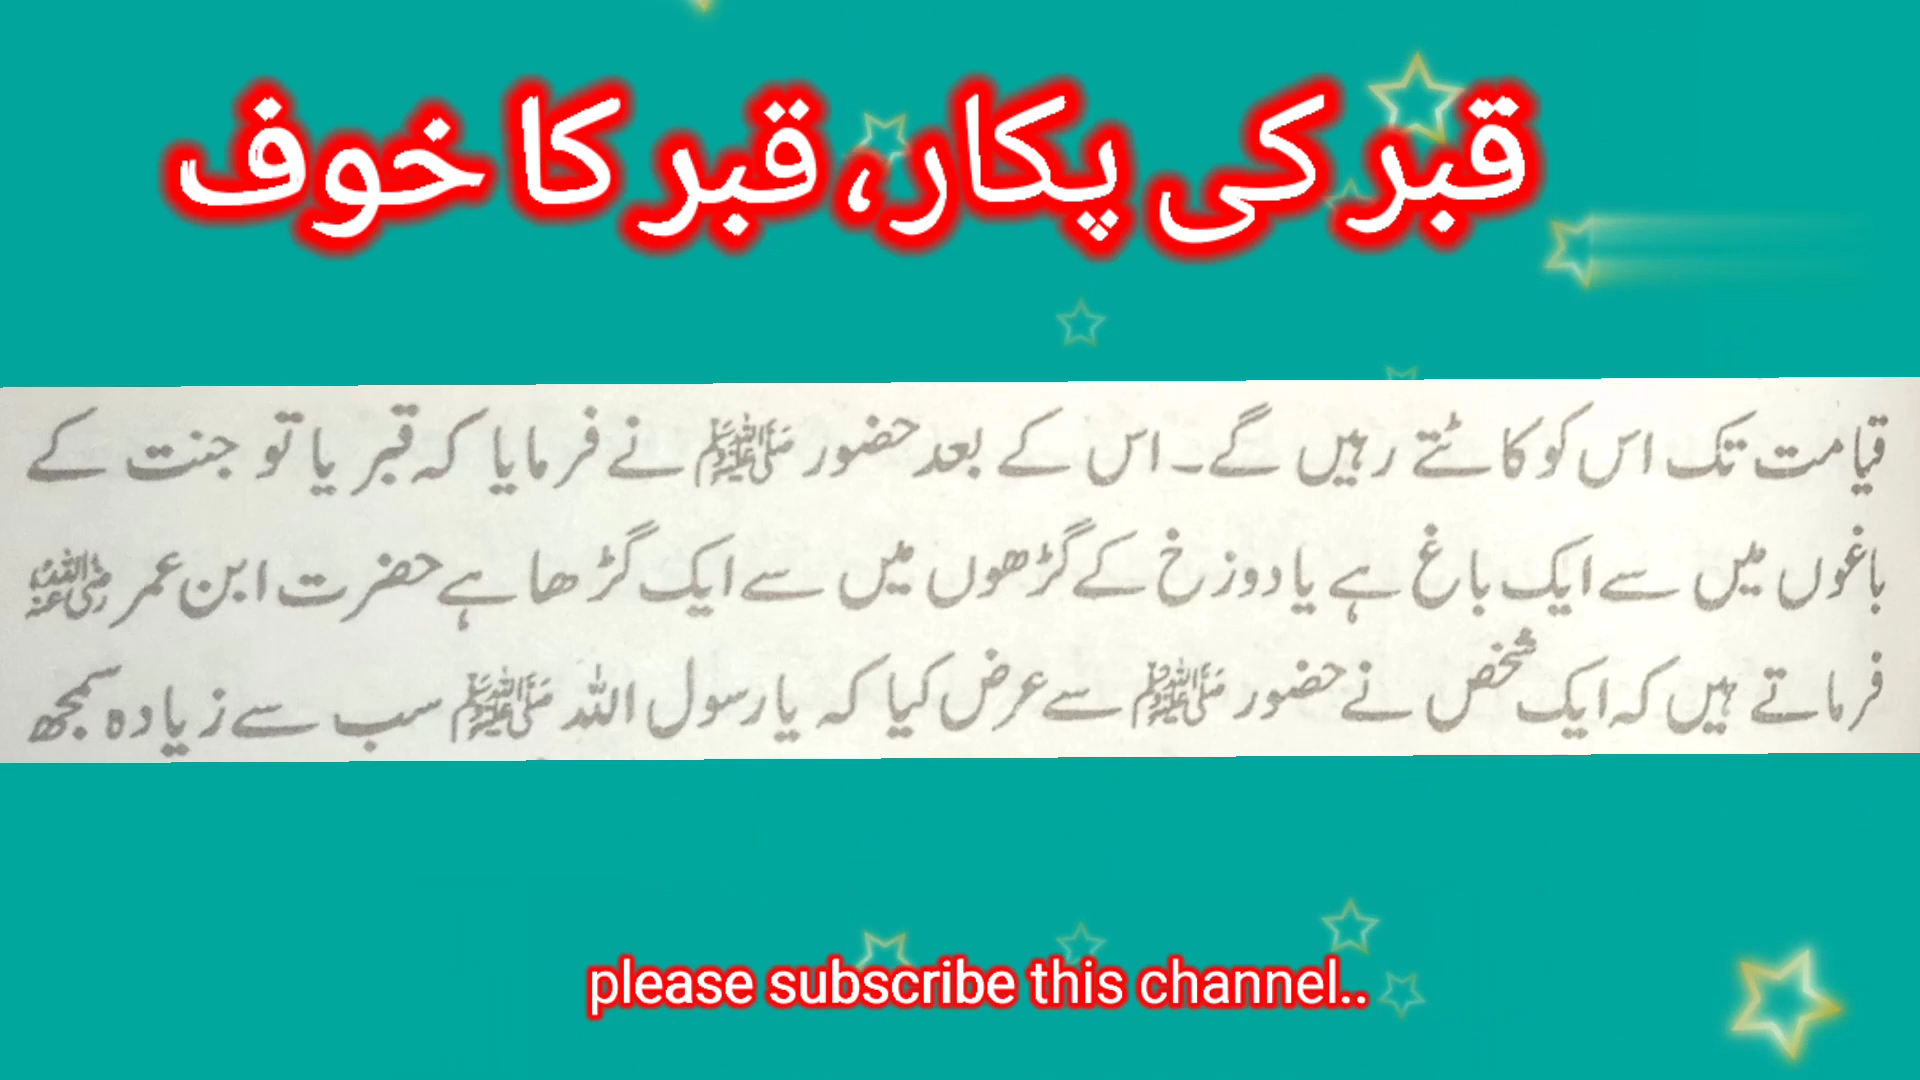 قبر کی پکار، قبر کا خوف
قیامت تک اس کو کاٹتے رہیں گے۔ اس کے بعد حضور ﷺ نے فرمایا کہ قبر یا تو جنت کے
باغوں میں سے ایک باغ ہے یا دوزخ کے گڑھوں میں سے ایک گڑھا ہے حضرت ابن عمر رضی اللہ عنہ
فرماتے ہیں کہ ایک شخص نے حضور ﷺ سے عرض کیا کہ یا رسول اللہ ﷺ سب سے زیادہ سمجھ
please subscribe this channel..